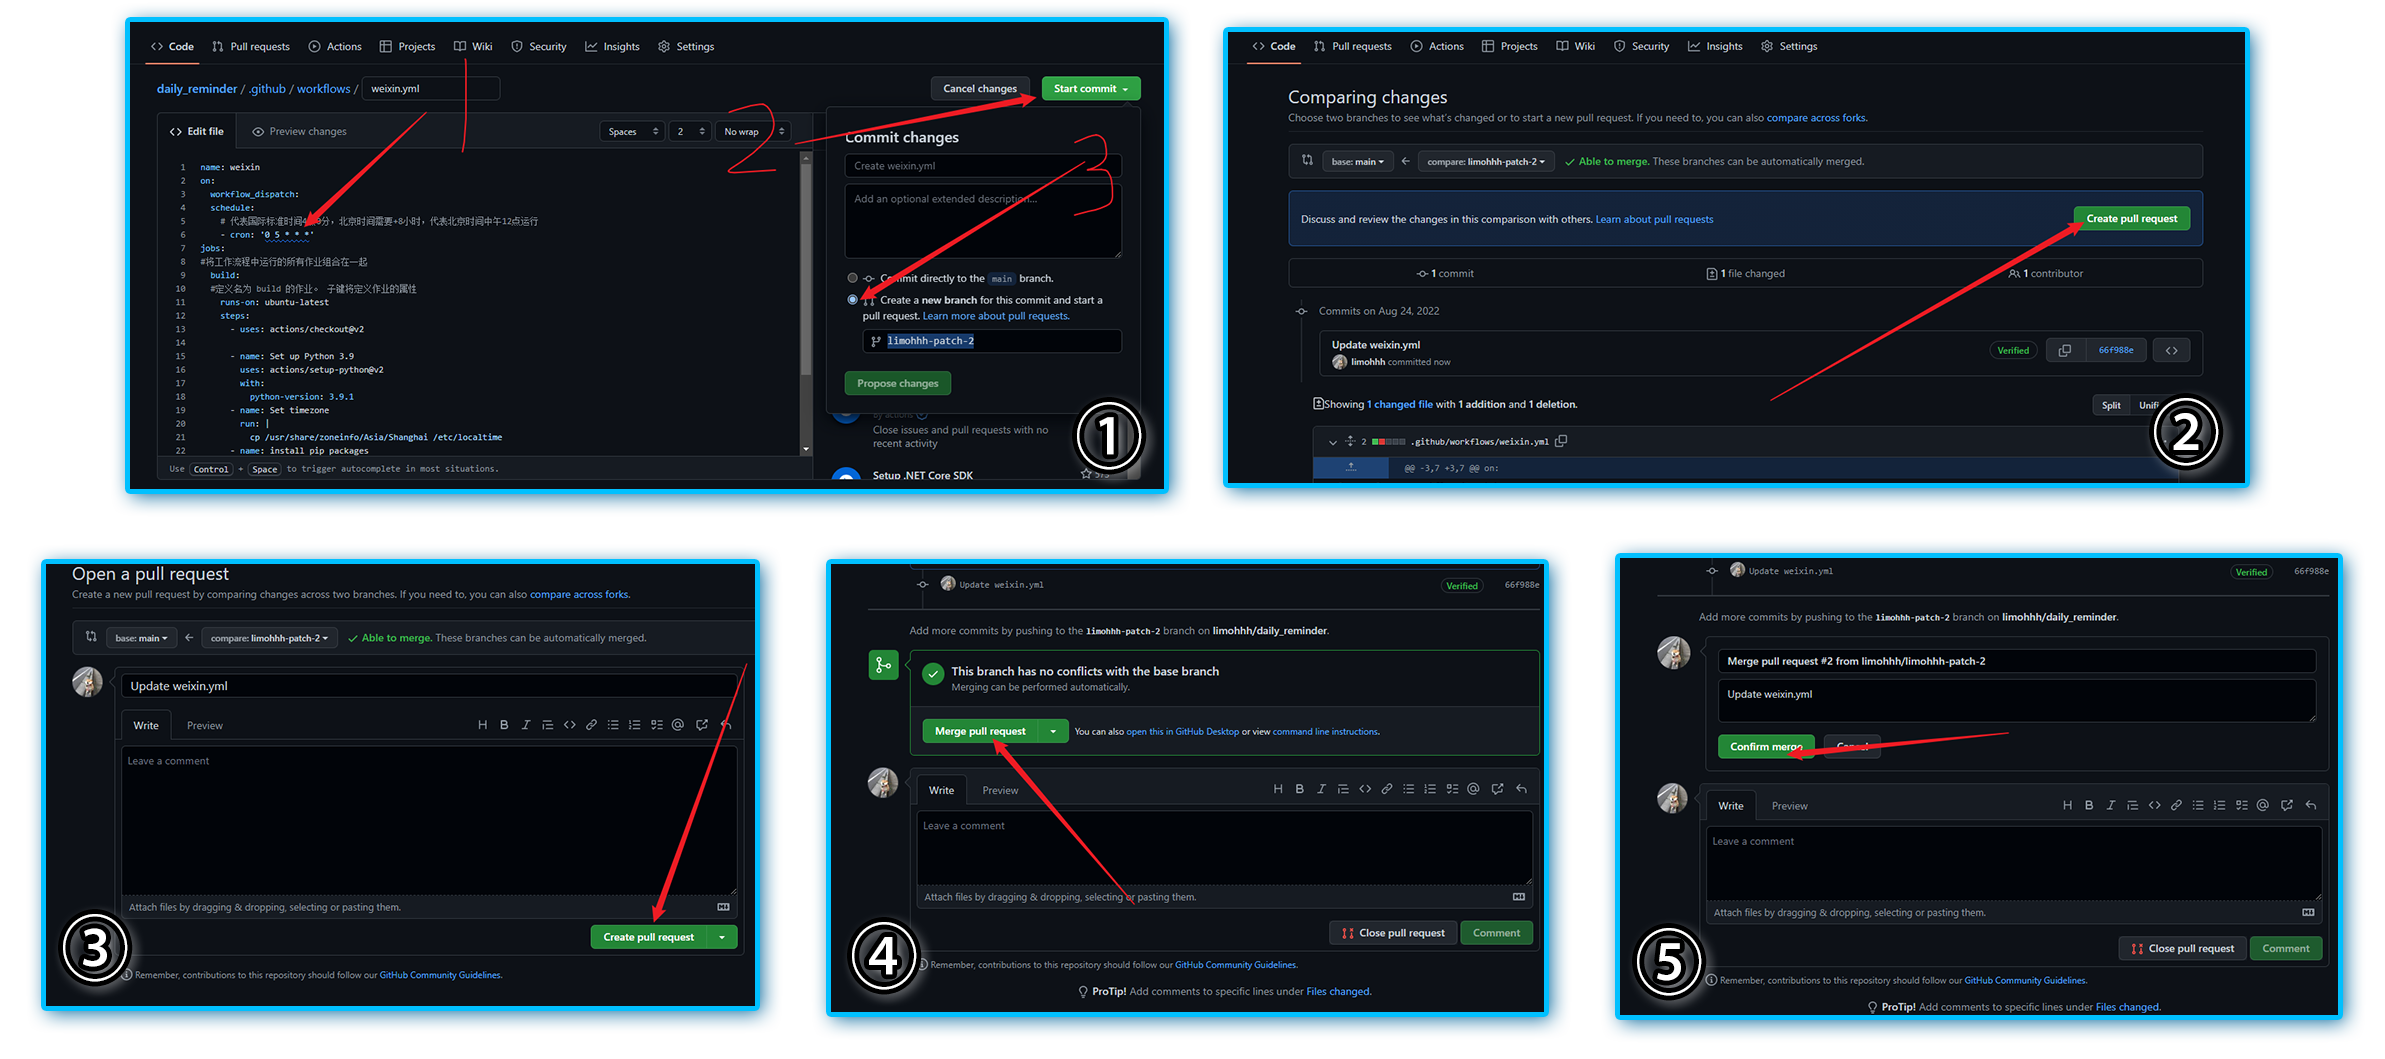 Code Pull requests Actions Projects Wiki Security Insights Settings
daily_reminder / .github / workflows / weixin.yml
Cancel changes Start commit
Edit file Preview changes Spaces 2 No wrap
1 name: weixin
2 on:
3 workflow_dispatch:
4 schedule:
5 # 代表国际标准时间4 分，北京时间需要+8小时，代表北京时间中午12点运行
6 - cron: '0 5 * * *'
7 jobs:
8 #将工作流程中运行的所有作业组合在一起
9 build:
10 #定义名为 build 的作业。 子键将定义作业的属性
11 runs-on: ubuntu-latest
12 steps:
13 - uses: actions/checkout@v2
14
15 - name: Set up Python 3.9
16 uses: actions/setup-python@v2
17 with:
18 python-version: 3.9.1
19 - name: Set timezone
20 run: |
21 cp /usr/share/zoneinfo/Asia/Shanghai /etc/localtime
22 - name: install pip packages
Use Control + Space to trigger autocomplete in most situations.
1
2
3
Commit changes
Create weixin.yml
Add an optional extended description...
Commit directly to the main branch.
Create a new branch for this commit and start a
pull request. Learn more about pull requests.
limohhh-patch-2
Propose changes
By actions
Close issues and pull requests with no
recent activity
Setup .NET Core SDK
①
Code Pull requests Actions Projects Wiki Security Insights Settings
Comparing changes
Choose two branches to see what's changed or to start a new pull request. If you need to, you can also compare across forks.
base: main ← compare: limohhh-patch-2 Able to merge. These branches can be automatically merged.
Discuss and review the changes in this comparison with others. Learn about pull requests
Create pull request
1 commit 1 file changed 1 contributor
Commits on Aug 24, 2022
Update weixin.yml
limohhh committed now
Verified 66f988e
Showing 1 changed file with 1 addition and 1 deletion.
Split
2 .github/workflows/weixin.yml
@@ -3,7 +3,7 @@ on:
②
Open a pull request
Create a new pull request by comparing changes across two branches. If you need to, you can also compare across forks.
base: main ← compare: limohhh-patch-2 Able to merge. These branches can be automatically merged.
Update weixin.yml
Write Preview
Leave a comment
Attach files by dragging & dropping, selecting or pasting them.
Create pull request
Remember, contributions to this repository should follow our GitHub Community Guidelines.
③
Update weixin.yml Verified 66f988e
Add more commits by pushing to the limohhh-patch-2 branch on limohhh/daily_reminder.
This branch has no conflicts with the base branch
Merging can be performed automatically.
Merge pull request You can also open this in GitHub Desktop or view command line instructions.
Write Preview
Leave a comment
Attach files by dragging & dropping, selecting or pasting them.
Close pull request Comment
Remember, contributions to this repository should follow our GitHub Community Guidelines.
ProTip! Add comments to specific lines under Files changed.
④
Update weixin.yml Verified 66f988e
Add more commits by pushing to the limohhh-patch-2 branch on limohhh/daily_reminder.
Merge pull request #2 from limohhh/limohhh-patch-2
Update weixin.yml
Confirm merge Cancel
Write Preview
Leave a comment
Attach files by dragging & dropping, selecting or pasting them.
Close pull request Comment
Remember, contributions to this repository should follow our GitHub Community Guidelines.
ProTip! Add comments to specific lines under Files changed.
⑤